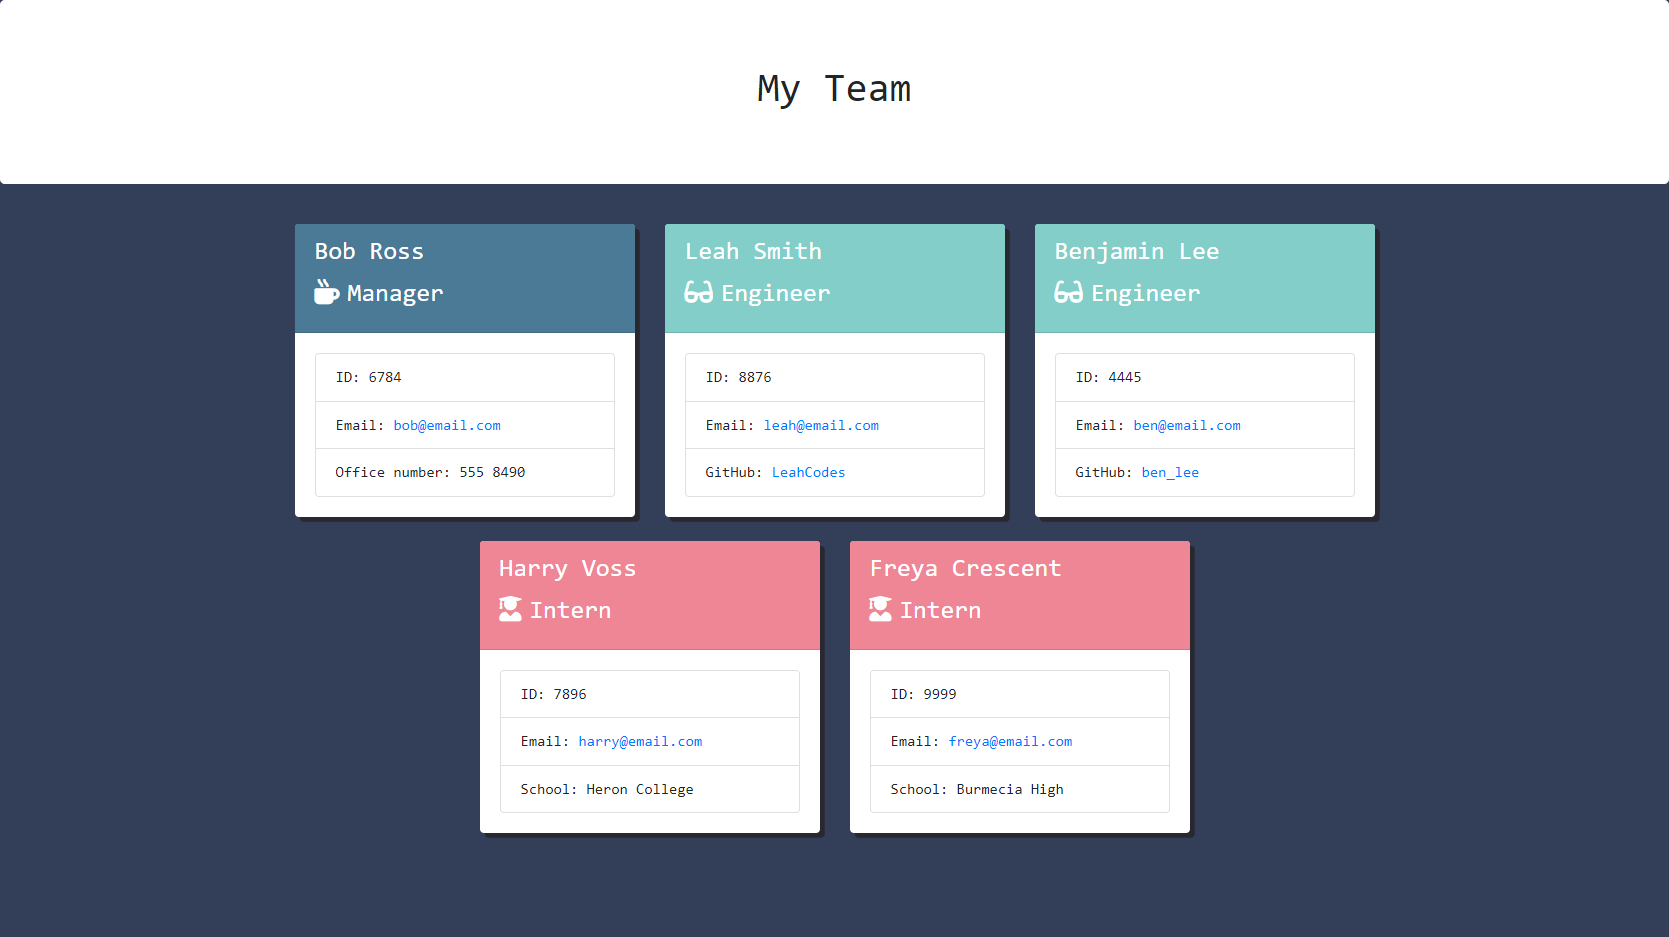 My Team
Bob Ross
Manager
ID: 6784
Email: bob@email.com
Office number: 555 8490
Leah Smith
Engineer
ID: 8876
Email: leah@email.com
GitHub: LeahCodes
Benjamin Lee
Engineer
ID: 4445
Email: ben@email.com
GitHub: ben_lee
Harry Voss
Intern
ID: 7896
Email: harry@email.com
School: Heron College
Freya Crescent
Intern
ID: 9999
Email: freya@email.com
School: Burmecia High